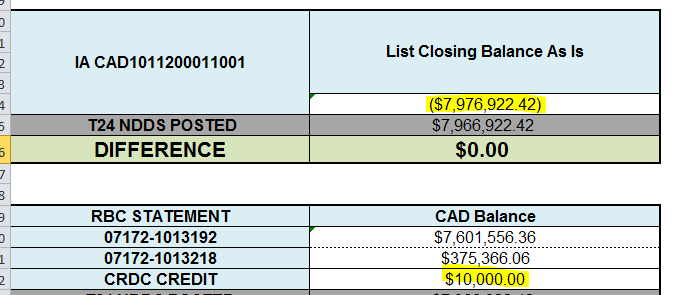 IA CAD1011200011001
List Closing Balance As Is
($7,976,922.42)
T24 NDDS POSTED $7,966,922.42
DIFFERENCE $0.00
RBC STATEMENT CAD Balance
07172-1013192 $7,601,556.36
07172-1013218 $375,366.06
CRDC CREDIT $10,000.00